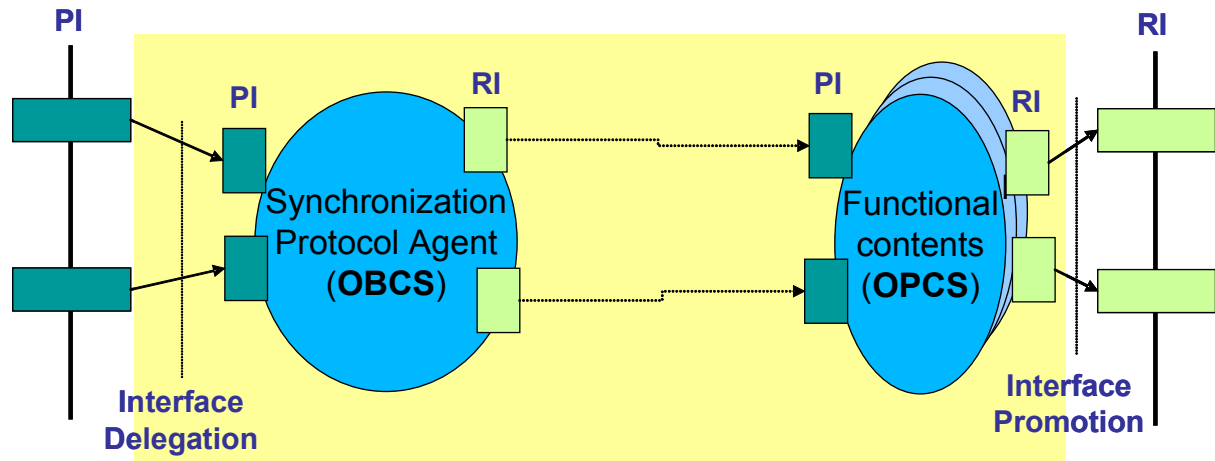 PI
RI
PI
RI
PI
RI
Synchronization
Protocol Agent
(OBCS)
Functional
contents
(OPCS)
Interface
Delegation
Interface
Promotion